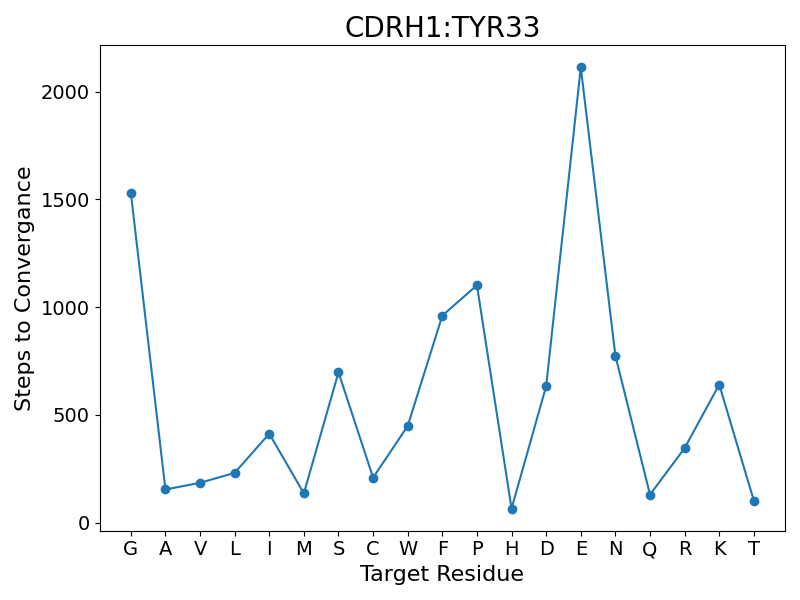 CDRH1:TYR33
Steps to Convergance
2000
1500
1000
500
0
G A V L I M S C W F P H D E N Q R K T
Target Residue